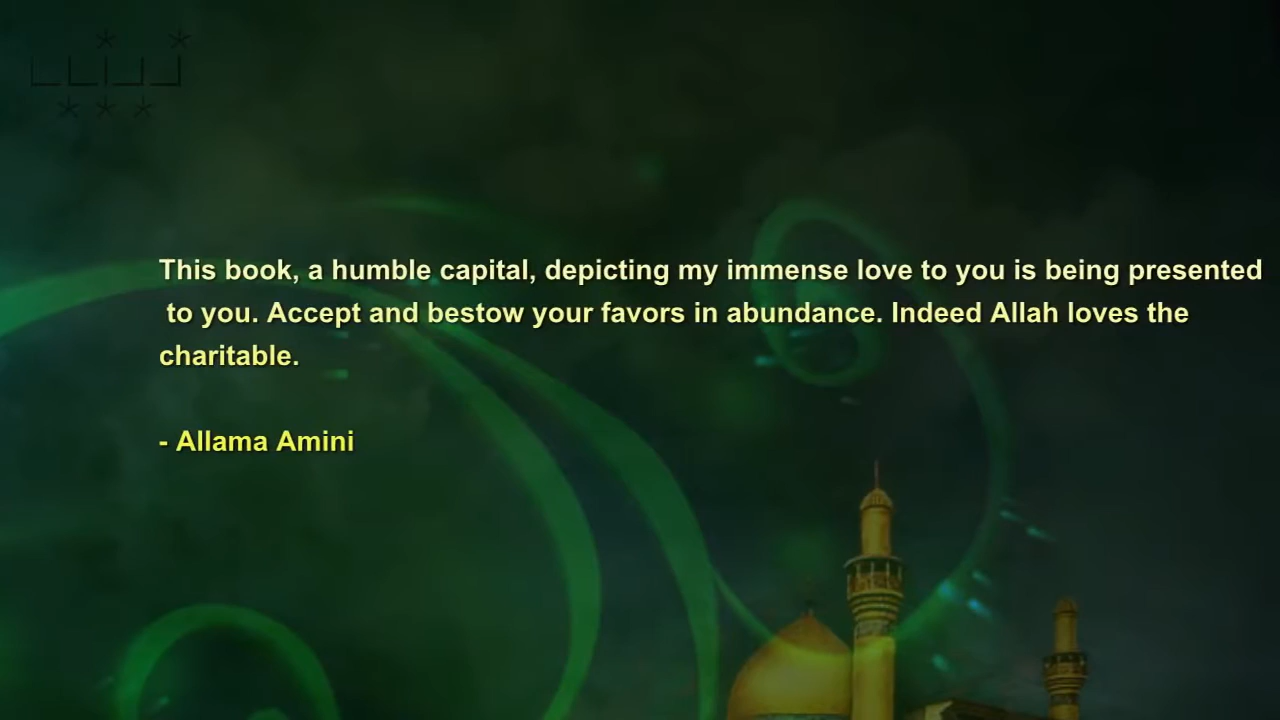 This book, a humble capital, depicting my immense love to you is being presented
to you. Accept and bestow your favors in abundance. Indeed Allah loves the
charitable.
- Allama Amini